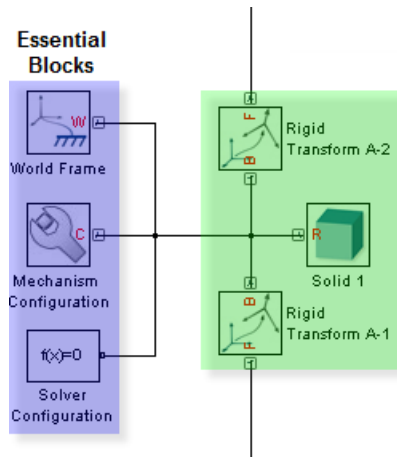 Essential
Blocks
W
World Frame
C
Mechanism
Configuration
f(x)=0
Solver
Configuration
F
B
Rigid
Transform A-2
R
Solid 1
B
F
Rigid
Transform A-1